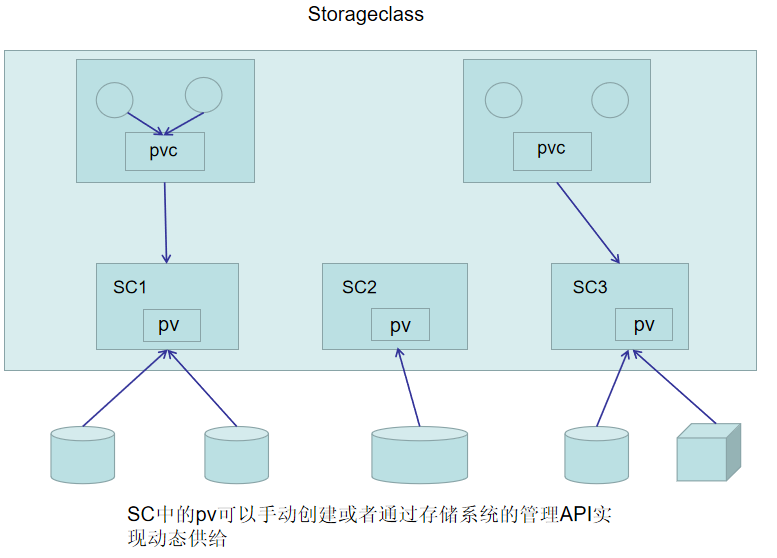 Storageclass
pvc
pvc
SC1
SC2
SC3
pv
pv
pv
SC中的pv可以手动创建或者通过存储系统的管理API实
现动态供给